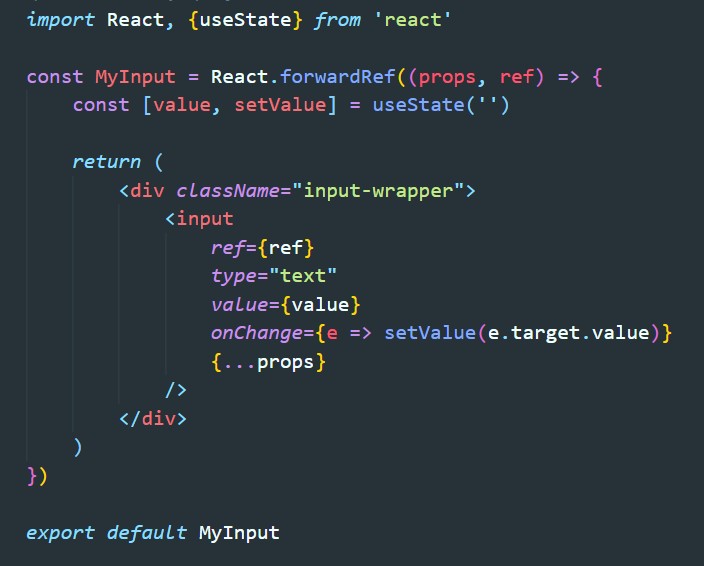 import React, {useState} from 'react'
const MyInput = React.forwardRef((props, ref) => {
const [value, setValue] = useState('')
return (
<div className="input-wrapper">
<input
ref={ref}
type="text"
value={value}
onChange={e => setValue(e.target.value)}
{...props}
/>
</div>
)
})
export default MyInput